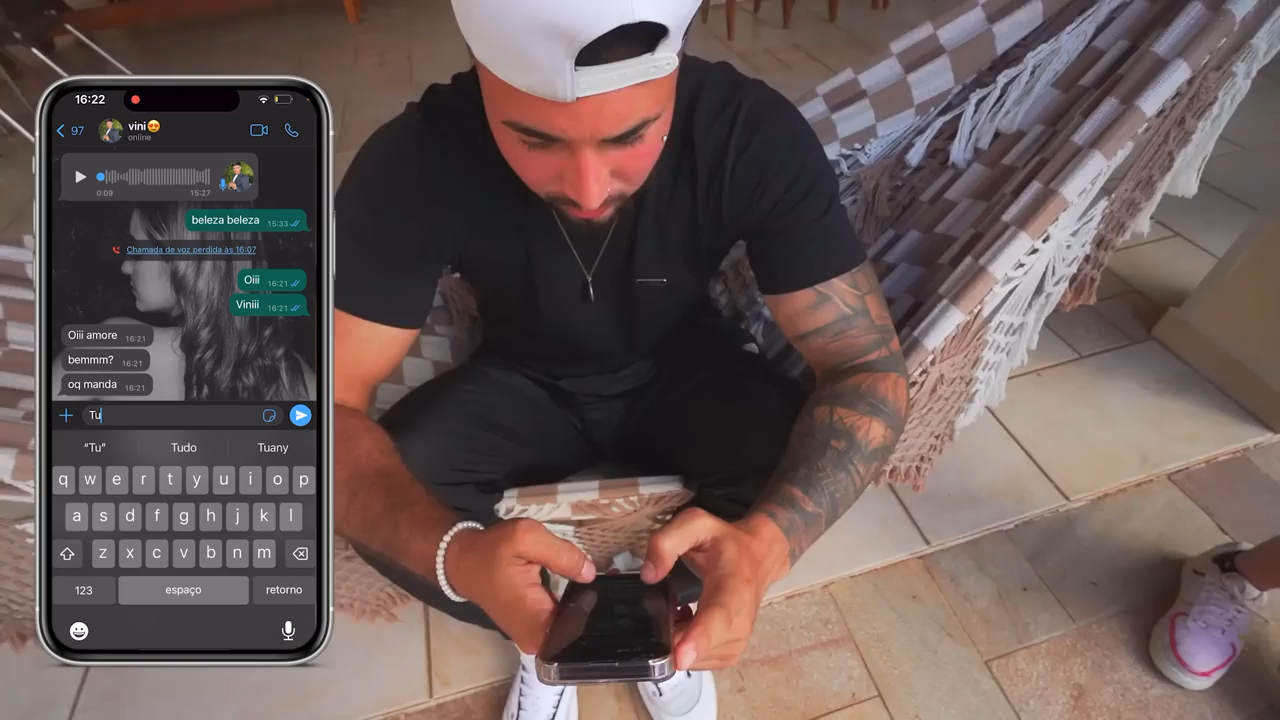 16:22
97
vini😍
online
0:09 15:27
beleza beleza 15:33
Chamada de voz perdida às 16:07
Oiii 16:21
Viniii 16:21
Oiii amore 16:21
bemmm? 16:21
oq manda 16:21
Tu
“Tu” Tudo Tuany
q w e r t y u i o p
a s d f g h j k l
z x c v b n m
123 espaço retorno